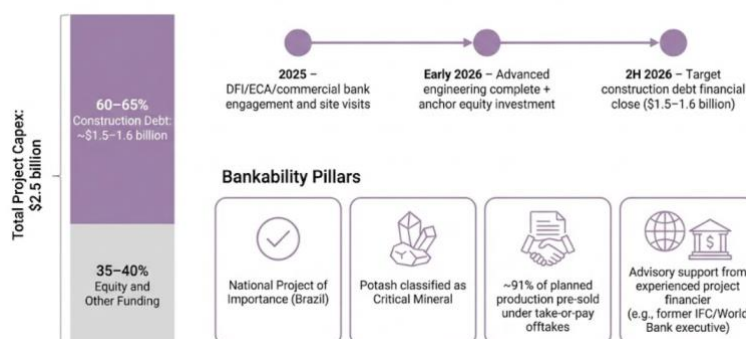 Total Project Capex:
$2.5 billion
60–65%
Construction Debt:
~$1.5–1.6 billion
35–40%
Equity and
Other Funding
2025 –
DFI/ECA/commercial bank
engagement and site visits
Early 2026 – Advanced
engineering complete +
anchor equity investment
2H 2026 – Target
construction debt financial
close ($1.5–1.6 billion)
Bankability Pillars
National Project of
Importance (Brazil)
Potash classified as
Critical Mineral
~91% of planned
production pre-sold
under take-or-pay
offtakes
$
Advisory support from
experienced project
financier
(e.g., former IFC/World
Bank executive)